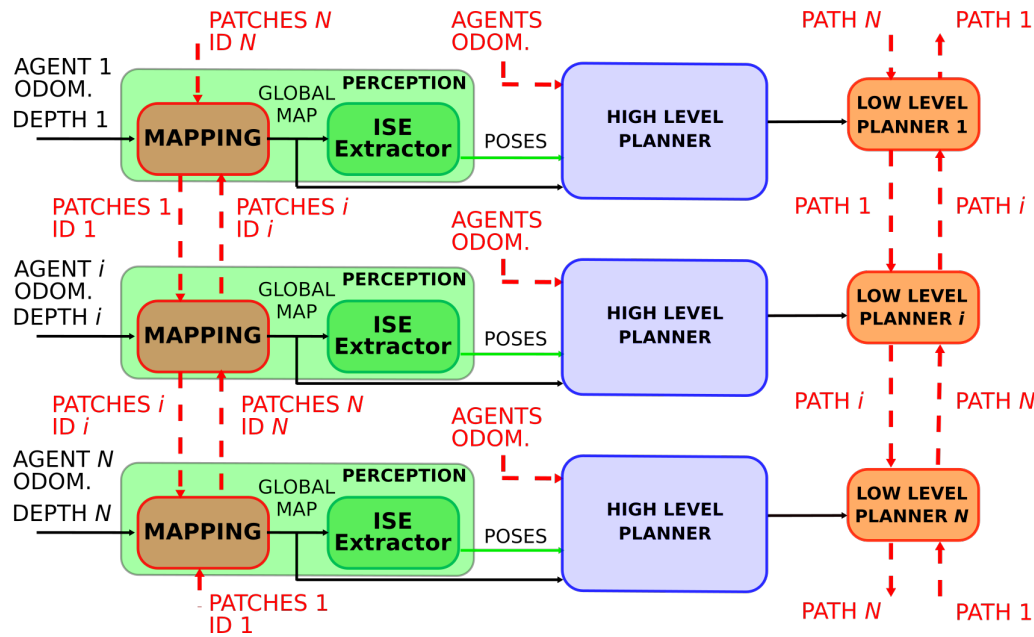 PATCHES N
ID N
AGENTS
ODOM.
PATH N
PATH 1
AGENT 1
ODOM.
DEPTH 1
PERCEPTION
GLOBAL
MAP
MAPPING
ISE
Extractor
POSES
HIGH LEVEL
PLANNER
LOW LEVEL
PLANNER 1
PATCHES 1
ID 1
PATCHES i
ID i
PATH 1
PATH i
AGENTS
ODOM.
AGENT i
ODOM.
DEPTH i
PERCEPTION
GLOBAL
MAP
MAPPING
ISE
Extractor
POSES
HIGH LEVEL
PLANNER
LOW LEVEL
PLANNER i
PATCHES i
ID i
PATCHES N
ID N
PATH i
PATH N
AGENTS
ODOM.
AGENT N
ODOM.
DEPTH N
PERCEPTION
GLOBAL
MAP
MAPPING
ISE
Extractor
POSES
HIGH LEVEL
PLANNER
LOW LEVEL
PLANNER N
PATCHES 1
ID 1
PATH N
PATH 1